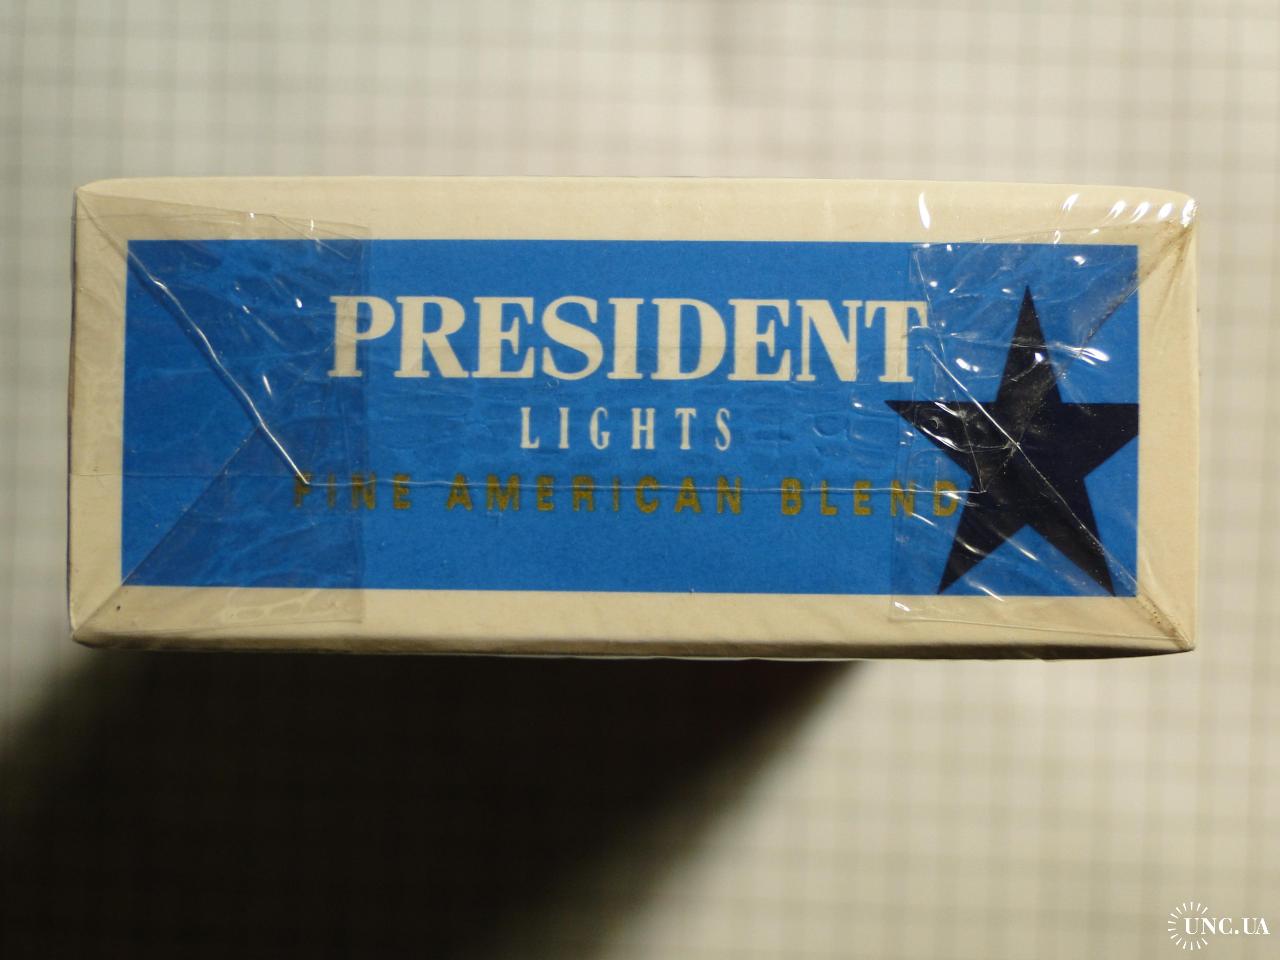 PRESIDENT
LIGHTS
FINE AMERICAN BLEND
UNC.UA